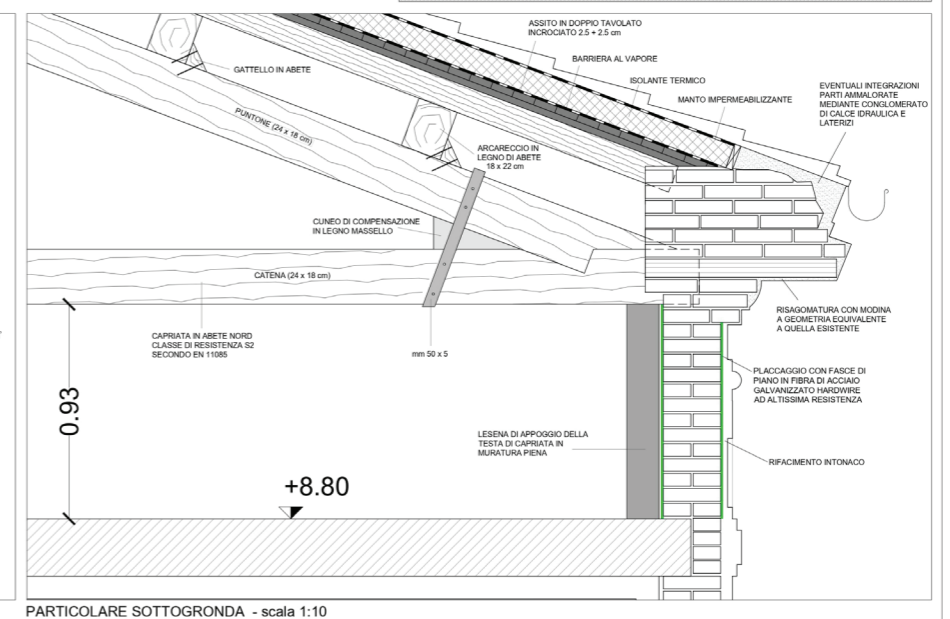 ASSITO IN DOPPIO TAVOLATO
INCROCIATO 2.5 + 2.5 cm
BARRIERA AL VAPORE
ISOLANTE TERMICO
MANTO IMPERMEABILIZZANTE
EVENTUALI INTEGRAZIONI
PARTI AMMALORATE
MEDIANTE CONGLOMERATO
DI CALCE IDRAULICA E
LATERIZI
GATTELLO IN ABETE
PUNTONE (24 x 18 cm)
ARCARECCIO IN
LEGNO DI ABETE
18 x 22 cm
CUNEO DI COMPENSAZIONE
IN LEGNO MASSELLO
CATENA (24 x 18 cm)
CAPRIATA IN ABETE NORD
CLASSE DI RESISTENZA S2
SECONDO EN 11085
mm 50 x 5
RISAGOMATURA CON MODINA
A GEOMETRIA EQUIVALENTE
A QUELLA ESISTENTE
PLACCAGGIO CON FASCE DI
PIANO IN FIBRA DI ACCIAIO
GALVANIZZATO HARDWIRE
AD ALTISSIMA RESISTENZA
0.93
LESENA DI APPOGGIO DELLA
TESTA DI CAPRIATA IN
MURATURA PIENA
RIFACIMENTO INTONACO
+8.80
PARTICOLARE SOTTOGRONDA - scala 1:10